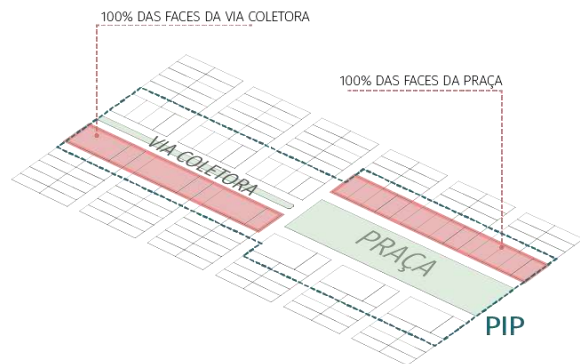 100% DAS FACES DA VIA COLETORA
100% DAS FACES DA PRAÇA
VIA COLETORA
PRAÇA
PIP